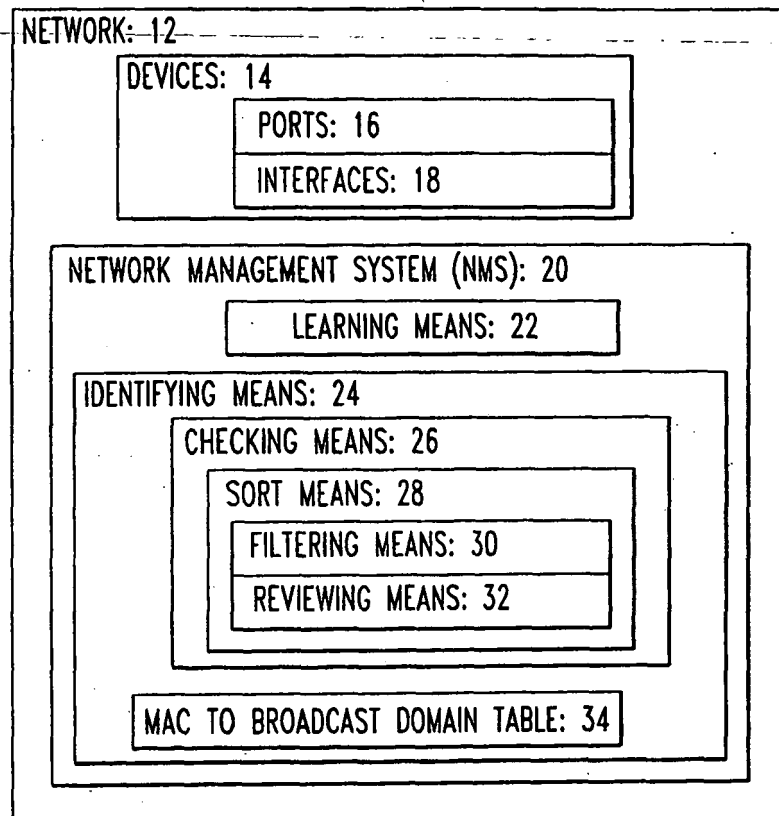 NETWORK: 12
DEVICES: 14
PORTS: 16
INTERFACES: 18
NETWORK MANAGEMENT SYSTEM (NMS): 20
LEARNING MEANS: 22
IDENTIFYING MEANS: 24
CHECKING MEANS: 26
SORT MEANS: 28
FILTERING MEANS: 30
REVIEWING MEANS: 32
MAC TO BROADCAST DOMAIN TABLE: 34